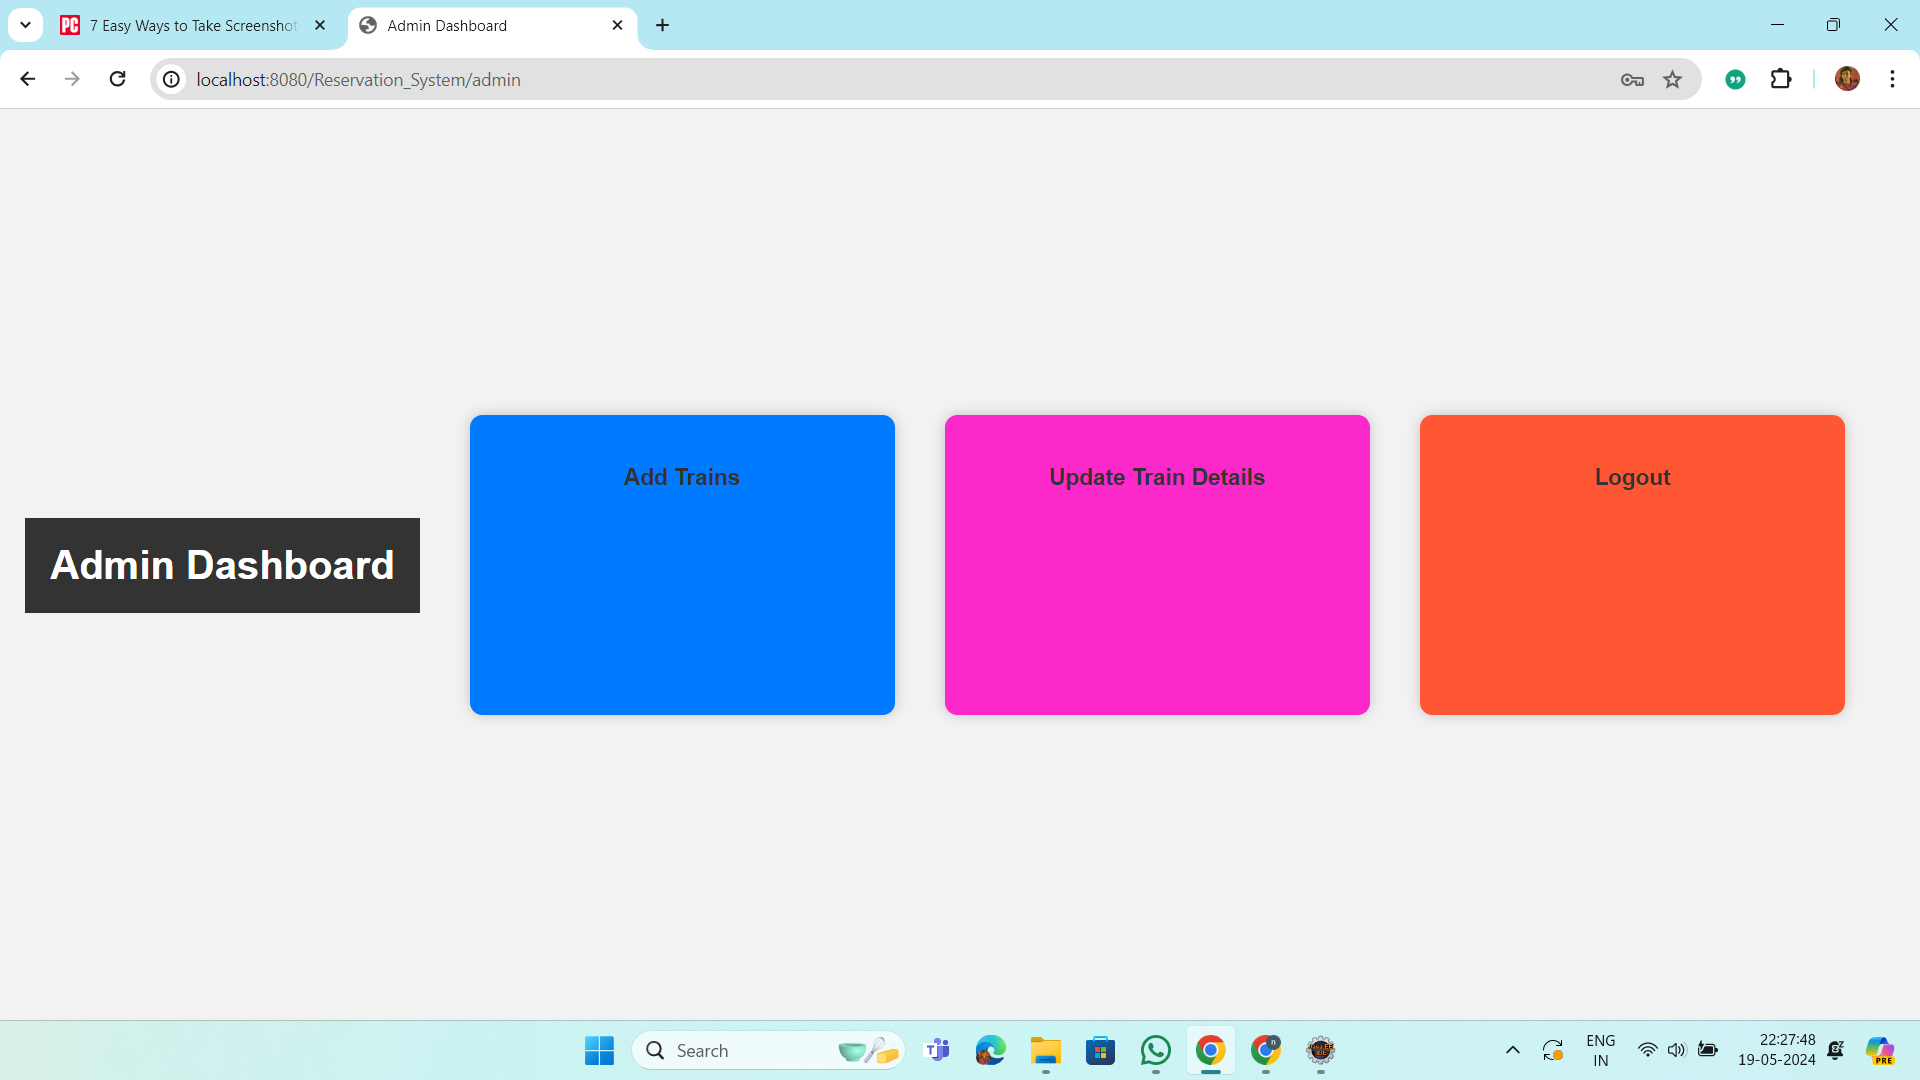 PC
7 Easy Ways to Take Screenshot
Admin Dashboard
localhost:8080/Reservation_System/admin
Add Trains
Update Train Details
Logout
Admin Dashboard
Search
n
ENG
IN
22:27:48
19-05-2024
PRE